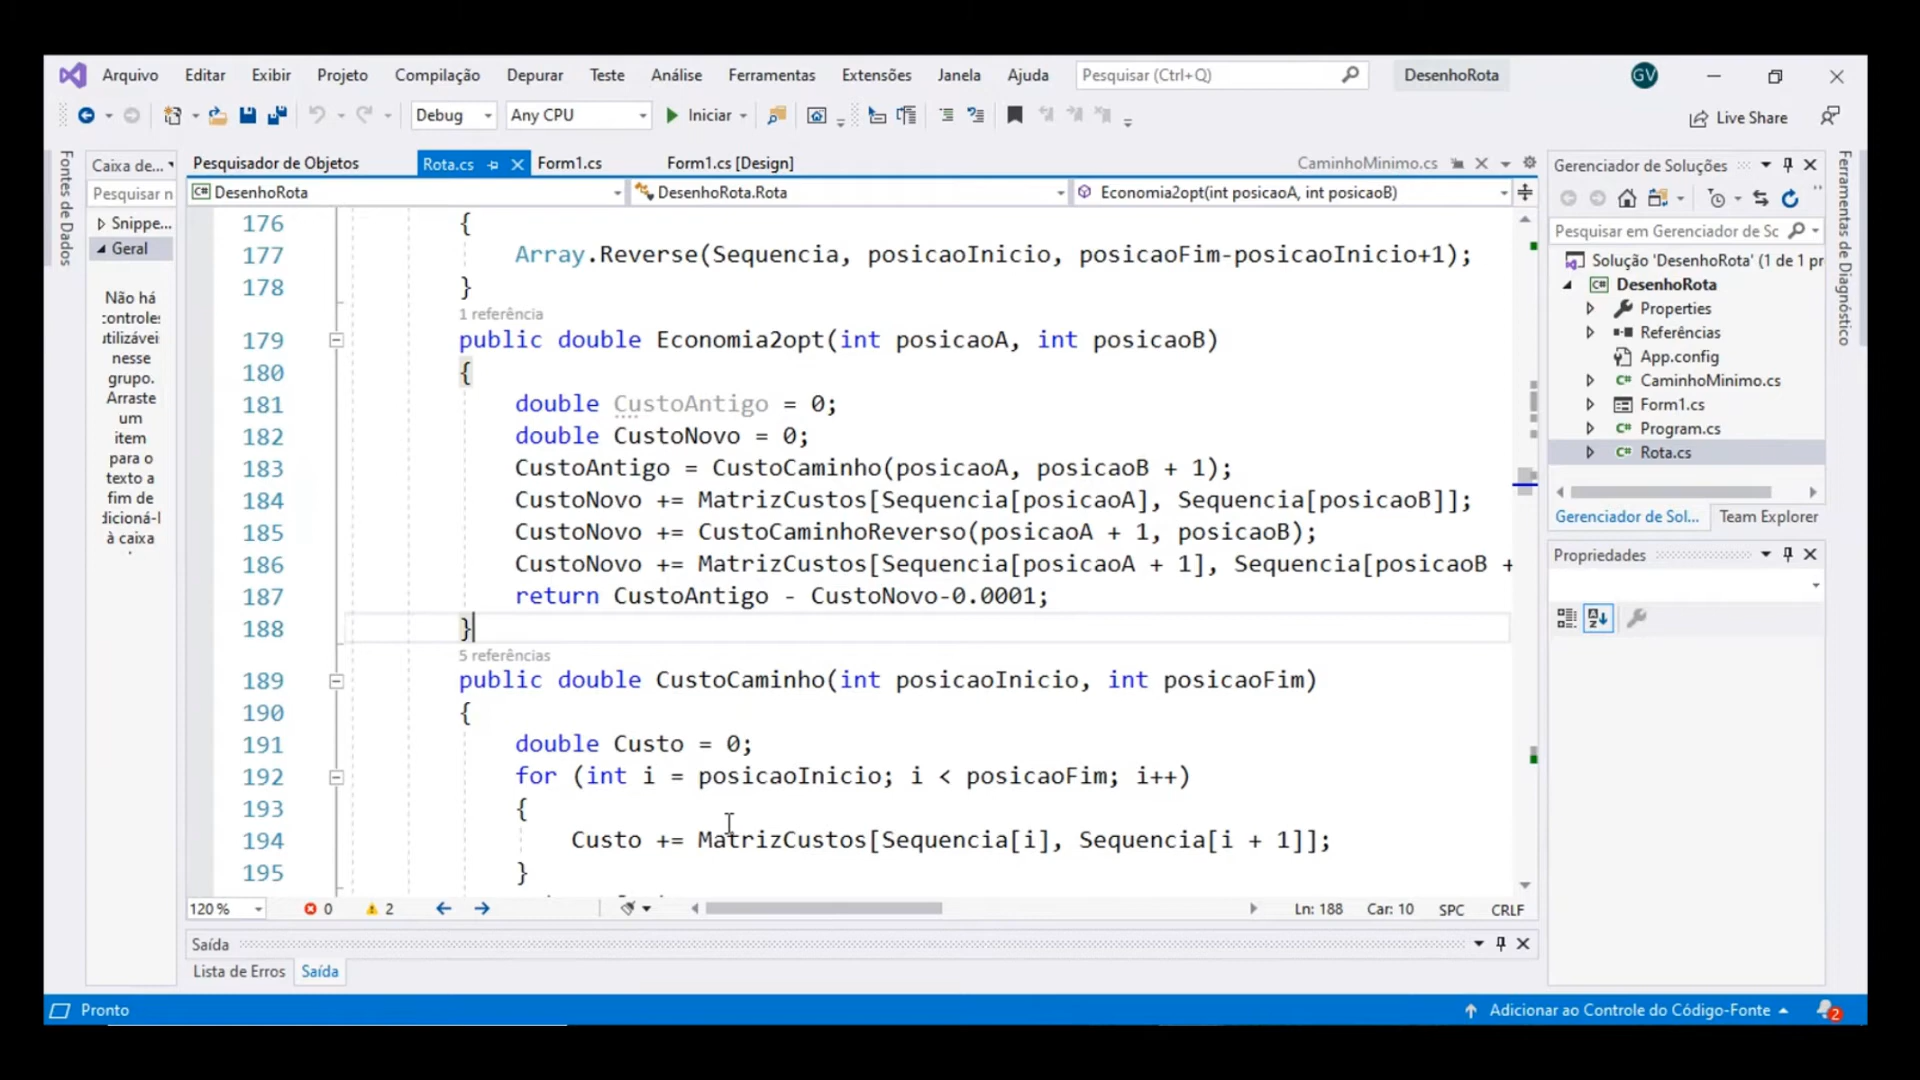 Arquivo Editar Exibir Projeto Compilação Depurar Teste Análise Ferramentas Extensões Janela Ajuda Pesquisar (Ctrl+Q) DesenhoRota GV
Debug Any CPU Iniciar Live Share
Fontes de Dados
Caixa de...
Pesquisar n
Snippe...
Geral
Não há
controle
utilizávei
nesse
grupo.
Arraste
um
item
para o
texto a
fim de
dicioná-l
à caixa
Pesquisador de Objetos Rota.cs Form1.cs Form1.cs [Design] CaminhoMinimo.cs
DesenhoRota DesenhoRota.Rota Economia2opt(int posicaoA, int posicaoB)
176 {
177 Array.Reverse(Sequencia, posicaoInicio, posicaoFim-posicaoInicio+1);
178 }
1 referência
179 public double Economia2opt(int posicaoA, int posicaoB)
180 {
181 double CustoAntigo = 0;
182 double CustoNovo = 0;
183 CustoAntigo = CustoCaminho(posicaoA, posicaoB + 1);
184 CustoNovo += MatrizCustos[Sequencia[posicaoA], Sequencia[posicaoB]];
185 CustoNovo += CustoCaminhoReverso(posicaoA + 1, posicaoB);
186 CustoNovo += MatrizCustos[Sequencia[posicaoA + 1], Sequencia[posicaoB +
187 return CustoAntigo - CustoNovo-0.0001;
188 }
5 referências
189 public double CustoCaminho(int posicaoInicio, int posicaoFim)
190 {
191 double Custo = 0;
192 for (int i = posicaoInicio; i < posicaoFim; i++)
193 {
194 Custo += MatrizCustos[Sequencia[i], Sequencia[i + 1]];
195 }
120 % 0 2 Ln: 188 Car: 10 SPC CRLF
Saída
Lista de Erros Saída
Gerenciador de Soluções
Pesquisar em Gerenciador de Sc
Solução 'DesenhoRota' (1 de 1 pr
DesenhoRota
Properties
Referências
App.config
CaminhoMinimo.cs
Form1.cs
Program.cs
Rota.cs
Gerenciador de Sol... Team Explorer
Propriedades
Ferramentas de Diagnóstico
Pronto Adicionar ao Controle do Código-Fonte 2